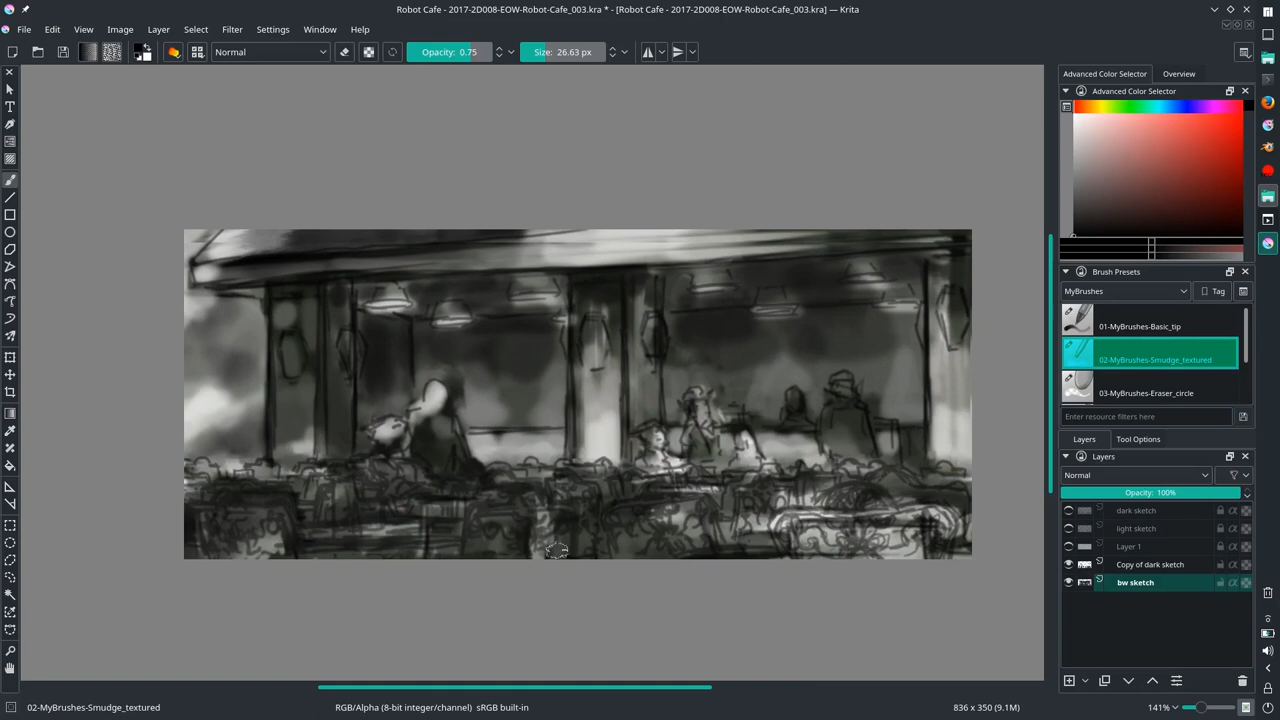 Robot Cafe - 2017-2D008-EOW-Robot-Cafe_003.kra * - [Robot Cafe - 2017-2D008-EOW-Robot-Cafe_003.kra] — Krita
File Edit View Image Layer Select Filter Settings Window Help
Normal Opacity: 0.75 Size: 26.63 px
Advanced Color Selector Overview
Advanced Color Selector
Brush Presets
MyBrushes Tag
01-MyBrushes-Basic_tip
02-MyBrushes-Smudge_textured
03-MyBrushes-Eraser_circle
Enter resource filters here
Layers Tool Options
Layers
Normal
Opacity: 100%
dark sketch
light sketch
Layer 1
Copy of dark sketch
bw sketch
02-MyBrushes-Smudge_textured RGB/Alpha (8-bit integer/channel) sRGB built-in 836 x 350 (9.1M) 141%